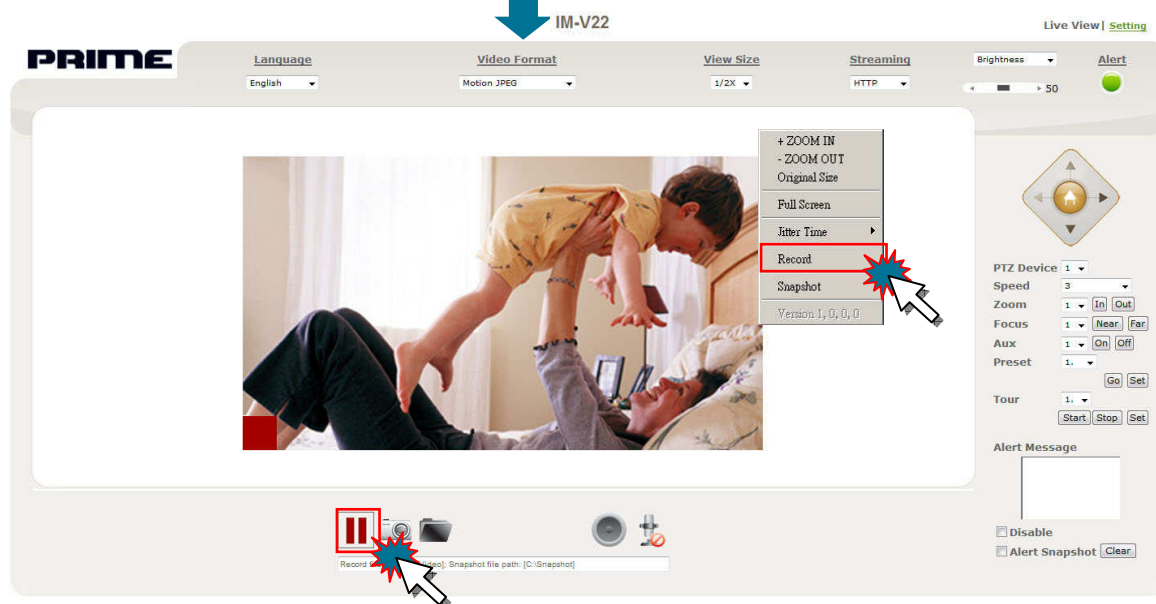 IM-V22
Live View | Setting
PRIME
Language
Video Format
View Size
Streaming
Brightness
Alert
English
Motion JPEG
1/2X
HTTP
50
+ ZOOM IN
- ZOOM OUT
Original Size
Full Screen
Jitter Time
Record
Snapshot
Version 1, 0, 0, 0
PTZ Device 1
Speed 3
Zoom 1 In Out
Focus 1 Near Far
Aux 1 On Off
Preset 1.
Go Set
Tour 1.
Start Stop Set
Alert Message
Disable
Alert Snapshot Clear
Record Snapshot file path: [C:\Snapshot]